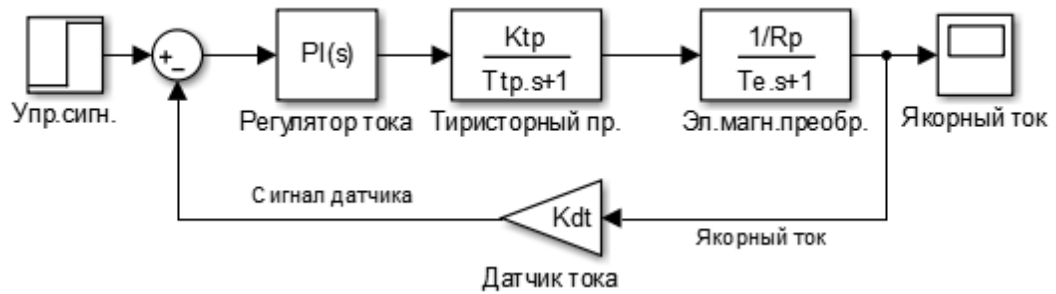 Упр.сигн.
+
−
PI(s)
Регулятор тока
Ktp
Ttp.s+1
Тиристорный пр.
1/Rp
Te.s+1
Эл.магн.преобр.
Якорный ток
Сигнал датчика
Kdt
Датчик тока
Якорный ток